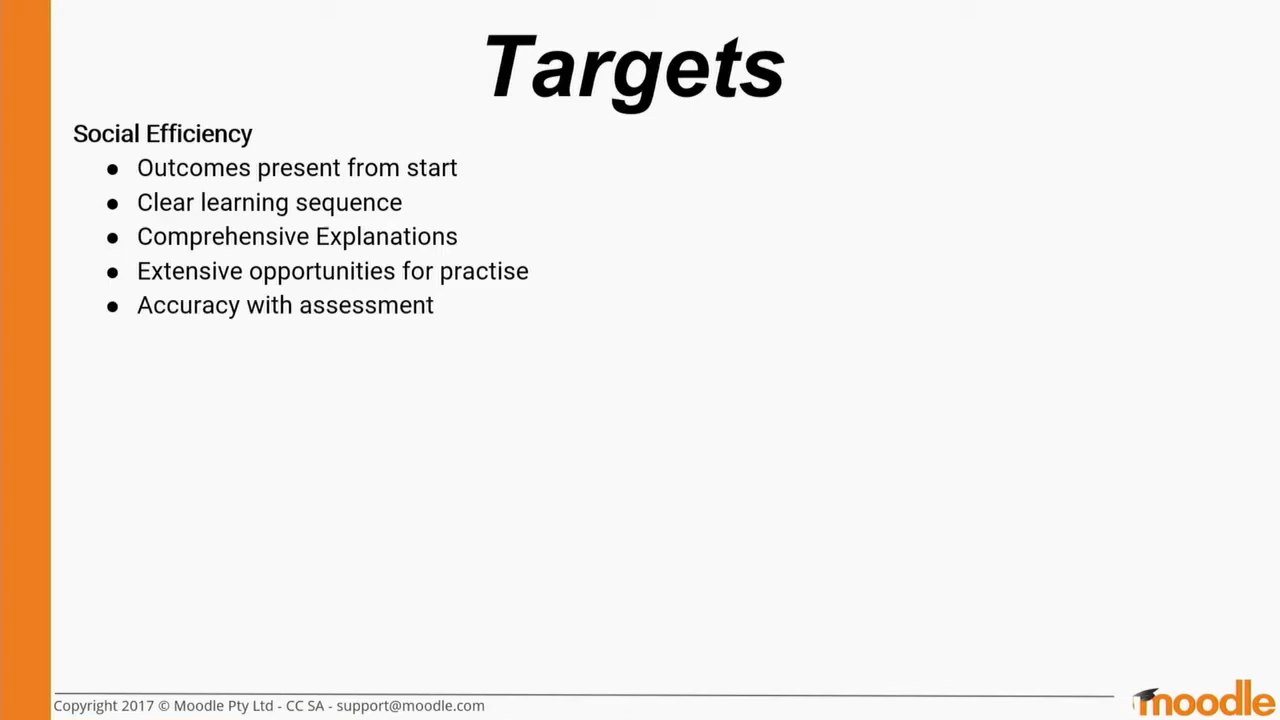 Targets
Social Efficiency
● Outcomes present from start
● Clear learning sequence
● Comprehensive Explanations
● Extensive opportunities for practise
● Accuracy with assessment
Copyright 2017 © Moodle Pty Ltd - CC SA - support@moodle.com
moodle